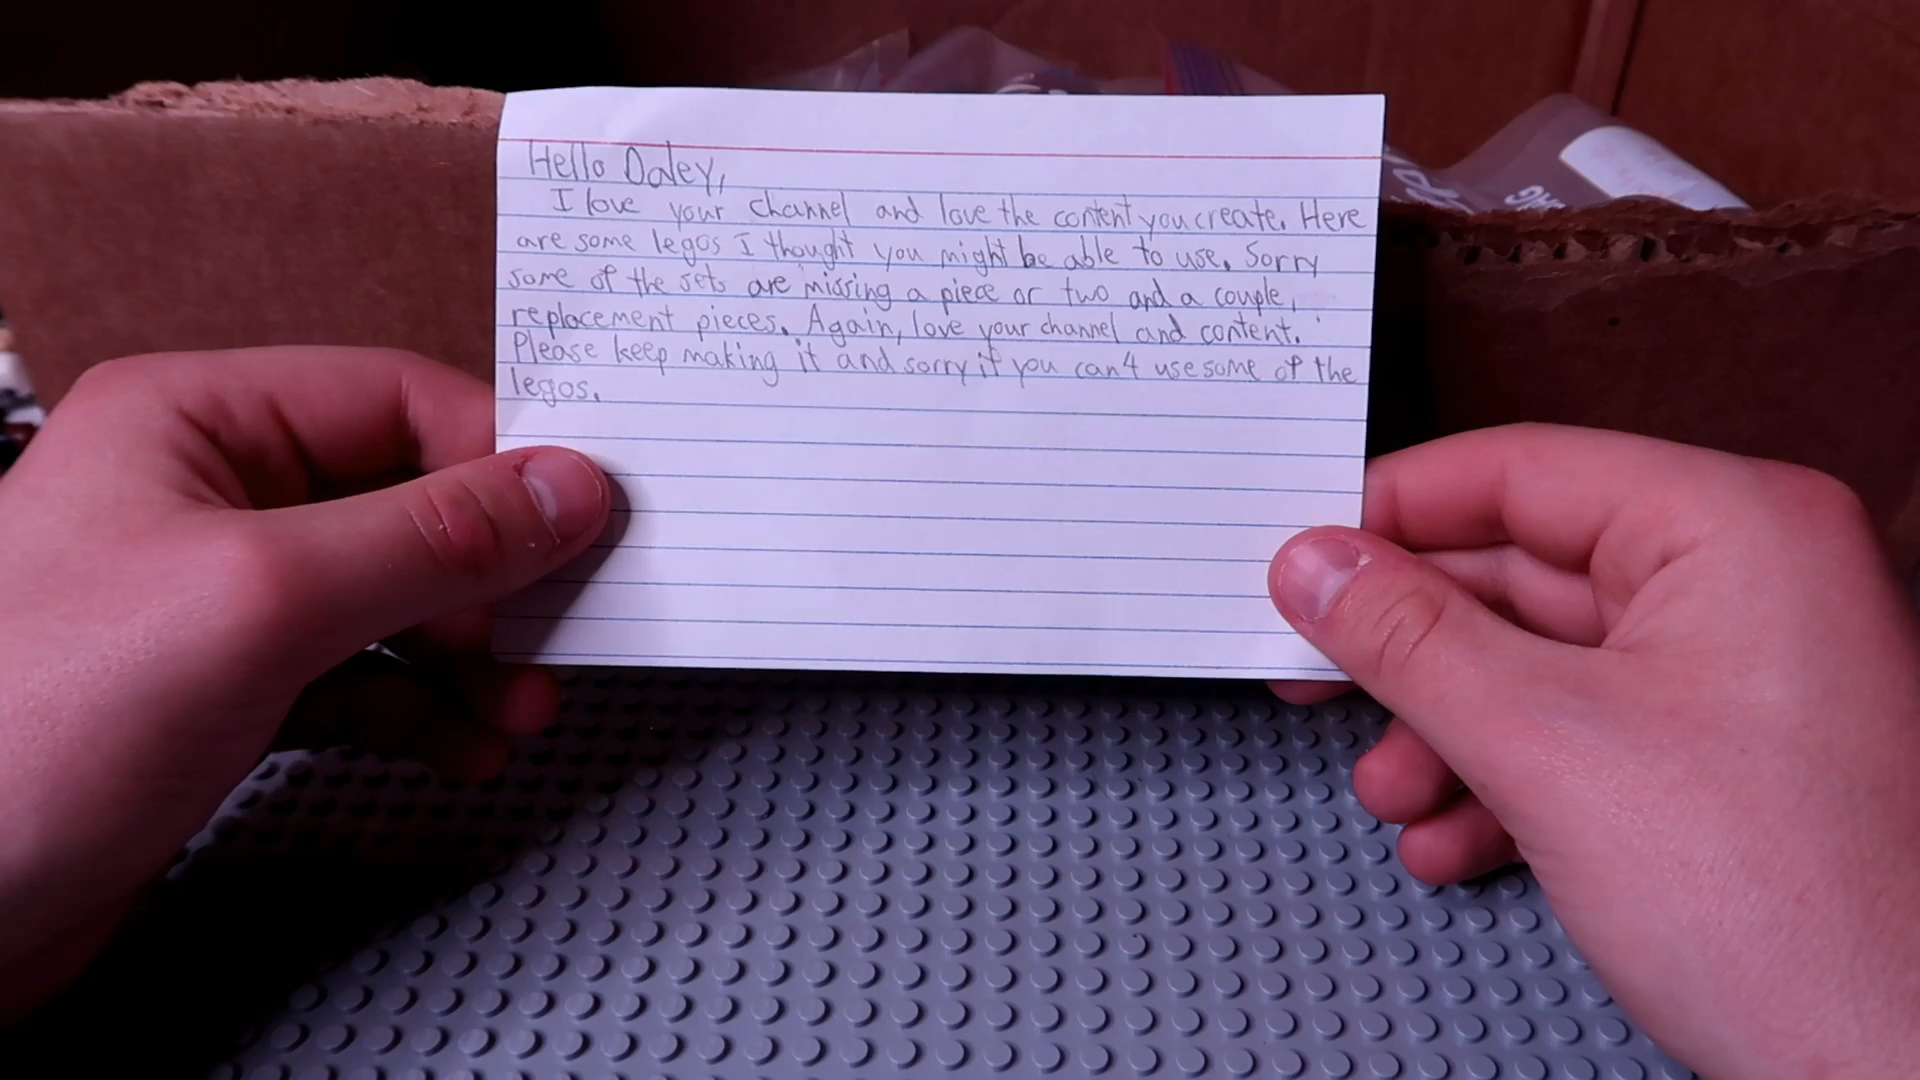 Hello Daley,
I love your channel and love the content you create. Here
are some legos I thought you might be able to use. Sorry
some of the sets are missing a piece or two and a couple,
replacement pieces. Again, love your channel and content.
Please keep making it and sorry if you can't use some of the
legos.